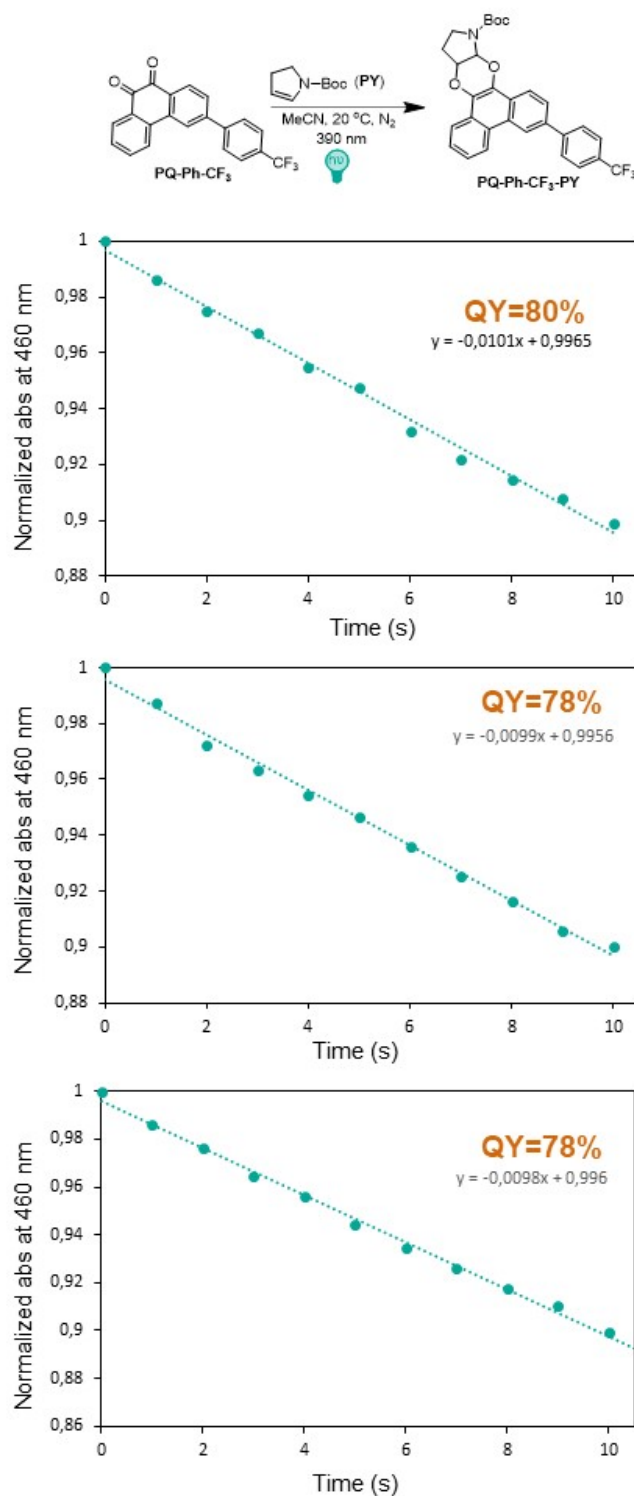 Boc
N
O
O
O
O
N—Boc (PY)
MeCN, 20 °C, N₂
390 nm
hυ
CF₃
PQ-Ph-CF₃
CF₃
PQ-Ph-CF₃-PY
Normalized abs at 460 nm
1
0,98
0,96
0,94
0,92
0,9
0,88
QY=80%
y = -0,0101x + 0,9965
0 2 4 6 8 10
Time (s)
Normalized abs at 460 nm
1
0,98
0,96
0,94
0,92
0,9
0,88
QY=78%
y = -0,0099x + 0,9956
0 2 4 6 8 10
Time (s)
Normalized abs at 460 nm
1
0,98
0,96
0,94
0,92
0,9
0,88
0,86
QY=78%
y = -0,0098x + 0,996
0 2 4 6 8 10
Time (s)